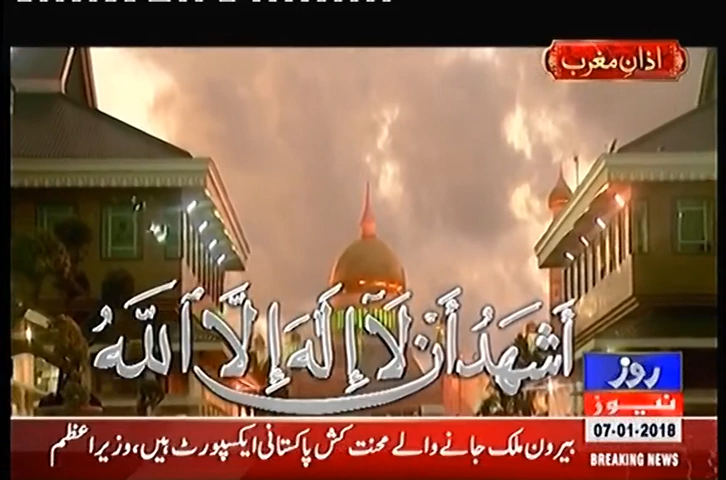 اذانِ مغرب
أَشْهَدُ أَنْ لَّا إِلٰهَ إِلَّا اللّٰهُ
روز
نیوز
07-01-2018
بیرون ملک جانے والے محنت کش پاکستانی ایکسپورٹ ہیں، وزیراعظم
BREAKING NEWS